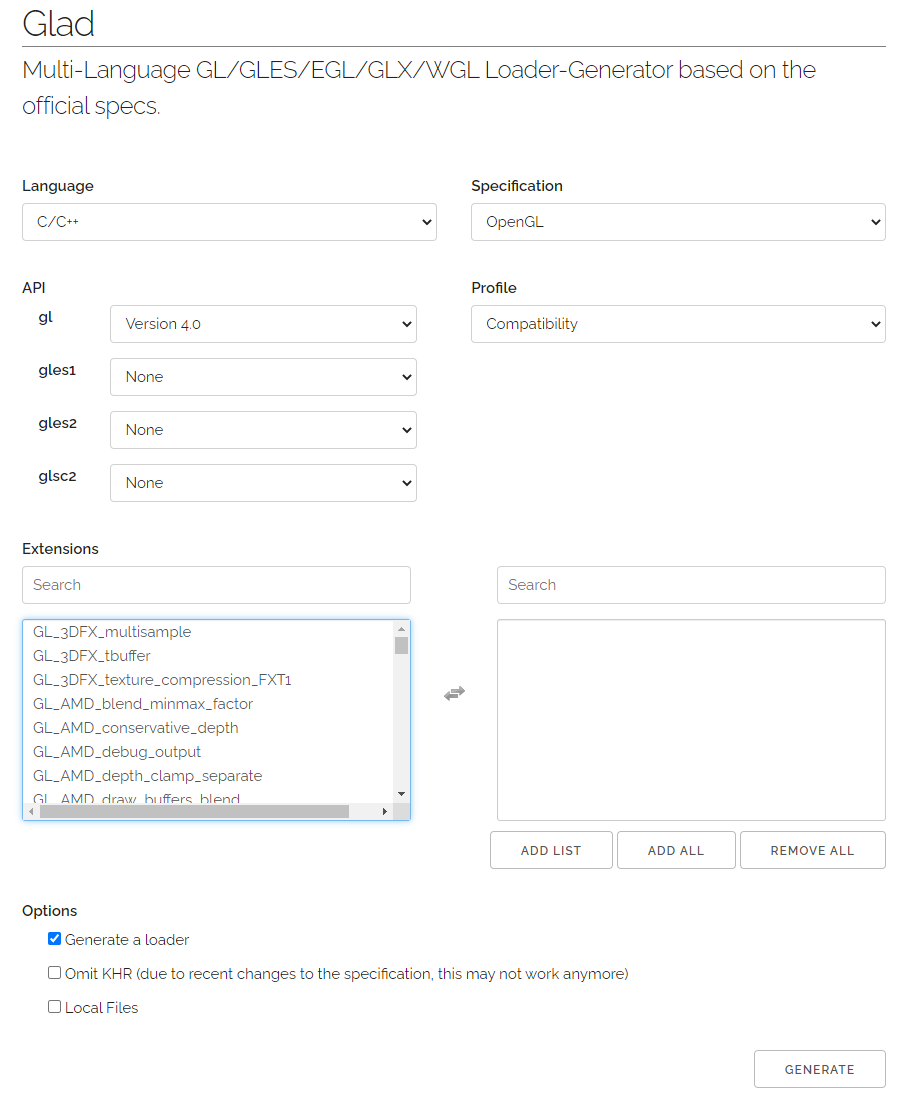 Glad
Multi-Language GL/GLES/EGL/GLX/WGL Loader-Generator based on the
official specs.
Language
Specification
C/C++
OpenGL
API
Profile
gl
Version 4.0
Compatibility
gles1
None
gles2
None
glsc2
None
Extensions
Search
Search
GL_3DFX_multisample
GL_3DFX_tbuffer
GL_3DFX_texture_compression_FXT1
GL_AMD_blend_minmax_factor
GL_AMD_conservative_depth
GL_AMD_debug_output
GL_AMD_depth_clamp_separate
GL_AMD_draw_buffers_blend
ADD LIST
ADD ALL
REMOVE ALL
Options
Generate a loader
Omit KHR (due to recent changes to the specification, this may not work anymore)
Local Files
GENERATE